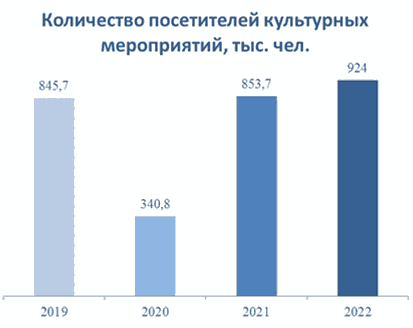 Количество посетителей культурных
мероприятий, тыс. чел.
924
845,7
853,7
340,8
2019 2020 2021 2022